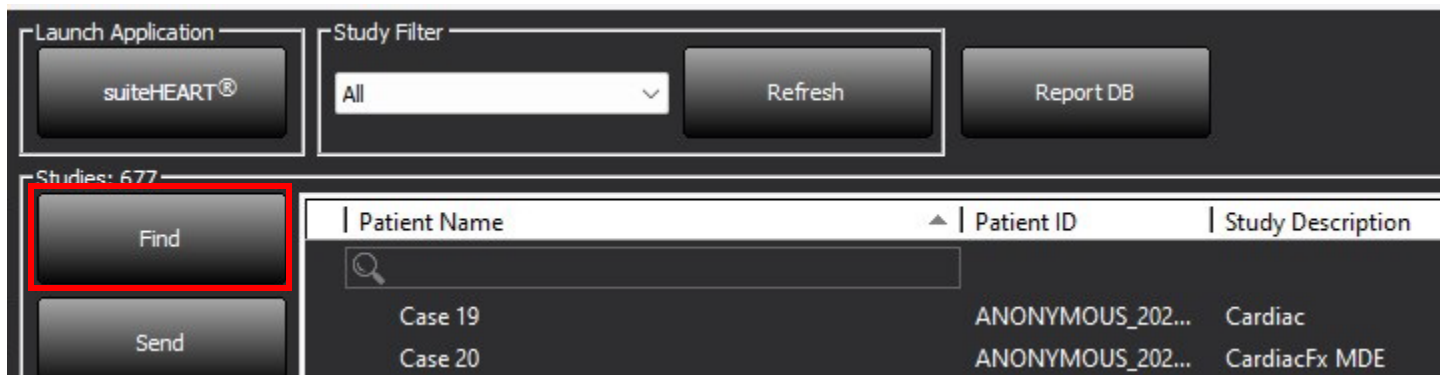 Launch Application
Study Filter
suiteHEART®
All
Refresh
Report DB
Studies: 677
Find
Patient Name
Patient ID
Study Description
Case 19
ANONYMOUS_202...
Cardiac
Send
Case 20
ANONYMOUS_202...
CardiacFx MDE